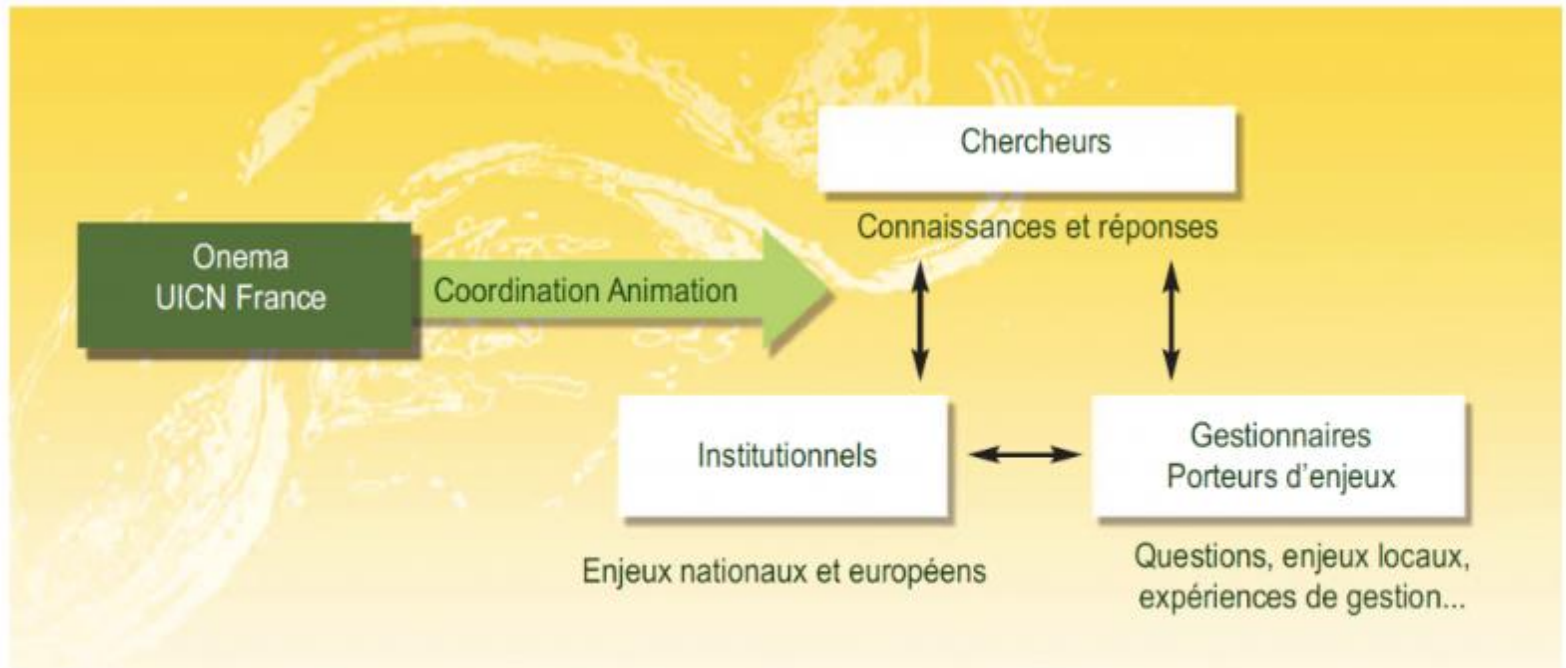 Chercheurs
Connaissances et réponses
Onema
UICN France
Coordination Animation
Institutionnels
Gestionnaires
Porteurs d’enjeux
Enjeux nationaux et européens
Questions, enjeux locaux,
expériences de gestion...